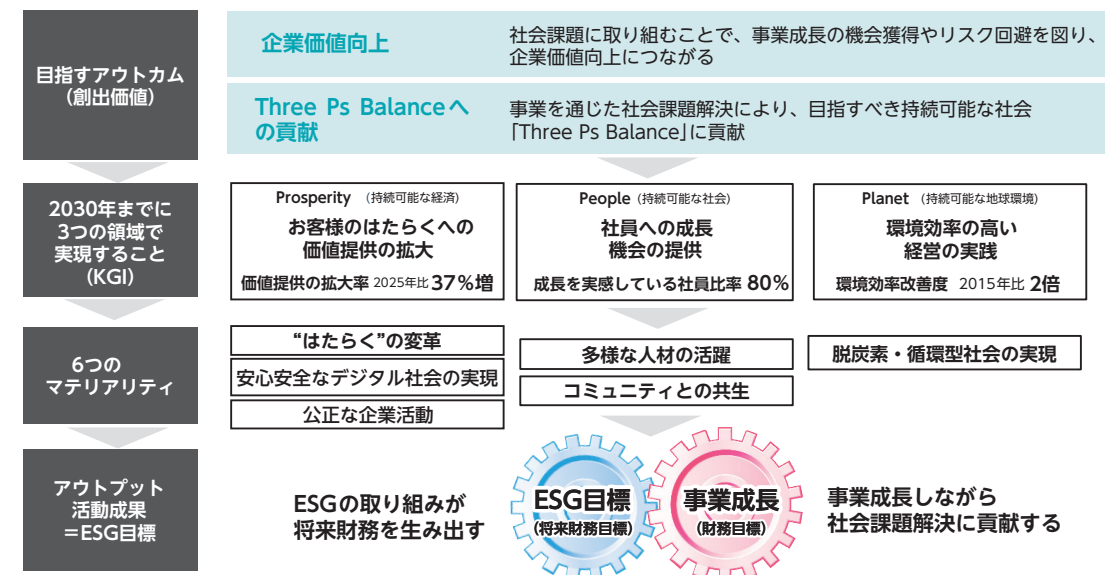 目指すアウトカム
(創出価値)
企業価値向上
社会課題に取り組むことで、事業成長の機会獲得やリスク回避を図り、
企業価値向上につながる
Three Ps Balanceへ
の貢献
事業を通じた社会課題解決により、目指すべき持続可能な社会
「Three Ps Balance」に貢献
2030年までに
3つの領域で
実現すること
(KGI)
Prosperity (持続可能な経済)
お客様のはたらくへの
価値提供の拡大
価値提供の拡大率 2025年比 37%増
People (持続可能な社会)
社員への成長
機会の提供
成長を実感している社員比率 80%
Planet (持続可能な地球環境)
環境効率の高い
経営の実践
環境効率改善度 2015年比 2倍
6つの
マテリアリティ
“はたらく”の変革
安心安全なデジタル社会の実現
公正な企業活動
多様な人材の活躍
コミュニティとの共生
脱炭素・循環型社会の実現
アウトプット
活動成果
=ESG目標
ESGの取り組みが
将来財務を生み出す
ESG目標
(将来財務目標)
事業成長
(財務目標)
事業成長しながら
社会課題解決に貢献する